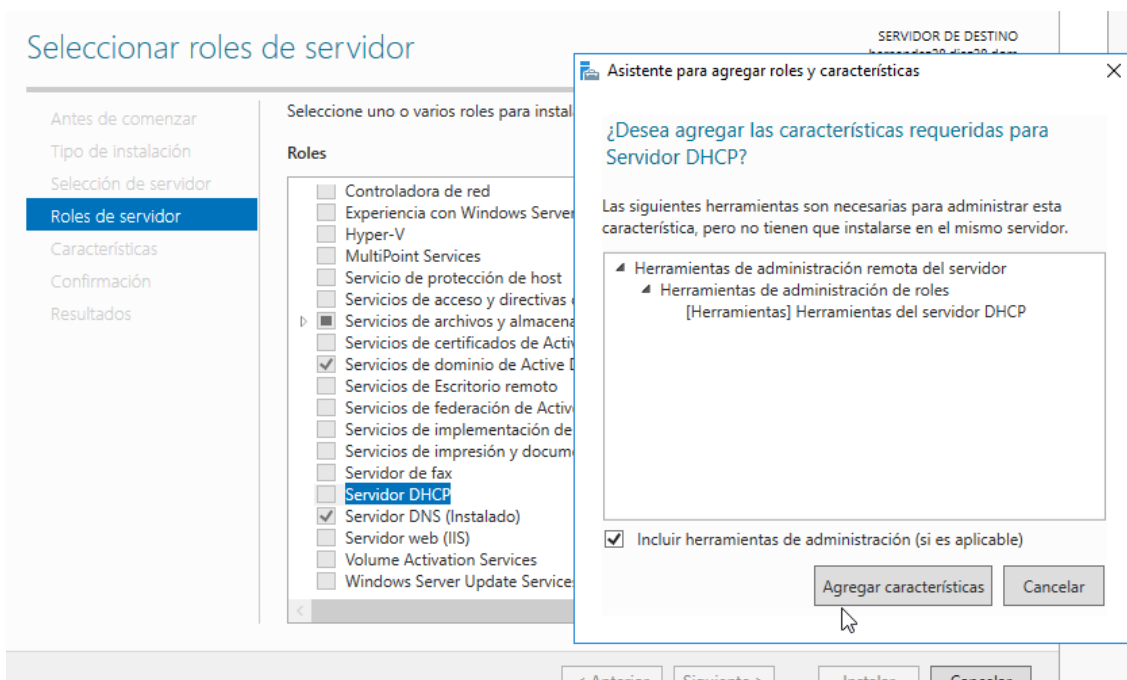 Seleccionar roles de servidor
SERVIDOR DE DESTINO
Antes de comenzar
Tipo de instalación
Selección de servidor
Roles de servidor
Características
Confirmación
Resultados
Seleccione uno o varios roles para instal
Roles
Controladora de red
Experiencia con Windows Server
Hyper-V
MultiPoint Services
Servicio de protección de host
Servicios de acceso y directivas
Servicios de archivos y almacena
Servicios de certificados de Activ
Servicios de dominio de Active D
Servicios de Escritorio remoto
Servicios de federación de Activ
Servicios de implementación de
Servicios de impresión y docum
Servidor de fax
Servidor DHCP
Servidor DNS (Instalado)
Servidor web (IIS)
Volume Activation Services
Windows Server Update Service
Asistente para agregar roles y características
¿Desea agregar las características requeridas para
Servidor DHCP?
Las siguientes herramientas son necesarias para administrar esta
característica, pero no tienen que instalarse en el mismo servidor.
Herramientas de administración remota del servidor
Herramientas de administración de roles
[Herramientas] Herramientas del servidor DHCP
Incluir herramientas de administración (si es aplicable)
Agregar características
Cancelar
< Anterior
Siguiente >
Instalar
Cancelar